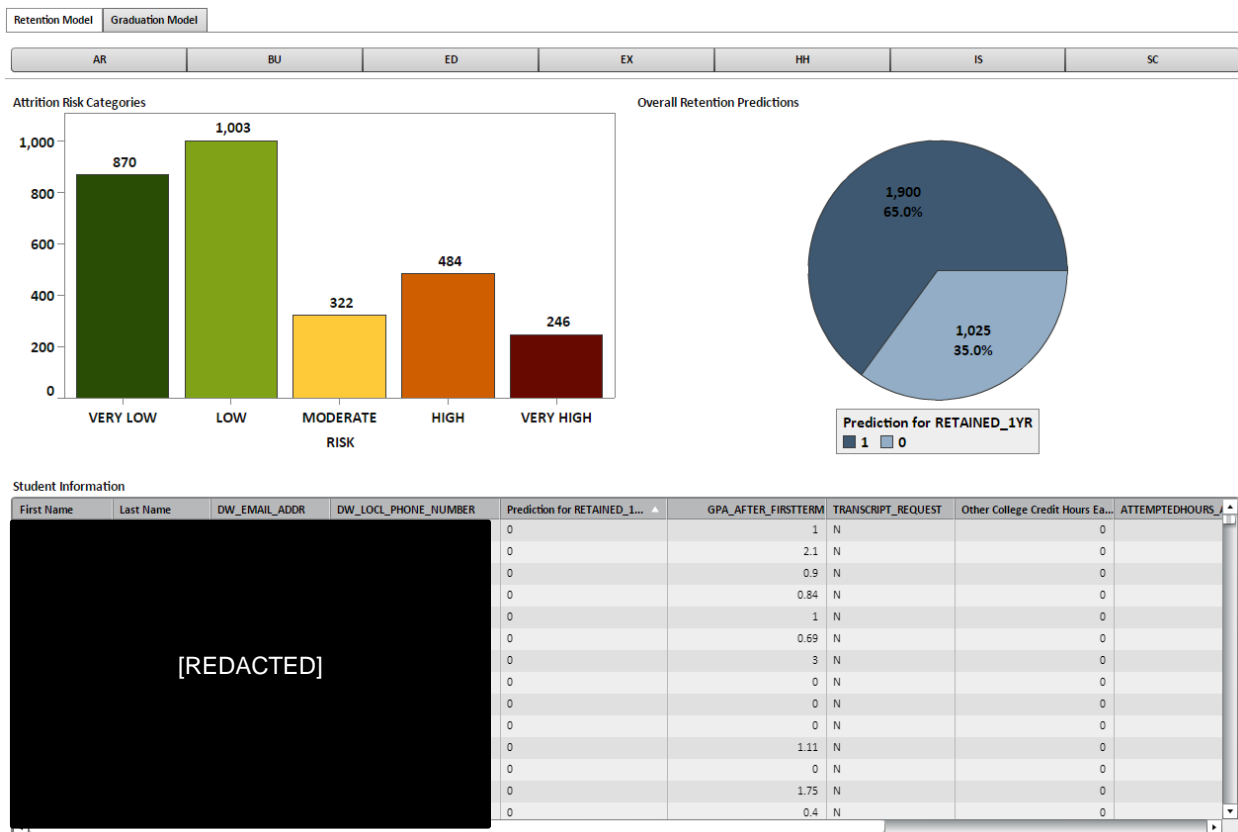 Retention Model Graduation Model
AR BU ED EX HH IS SC
Attrition Risk Categories
Overall Retention Predictions
1,000
800
600
400
200
0
870
1,003
322
484
246
VERY LOW LOW MODERATE HIGH VERY HIGH
RISK
1,900
65.0%
1,025
35.0%
Prediction for RETAINED_1YR
1 0
Student Information
First Name Last Name DW_EMAIL_ADDR DW_LOCL_PHONE_NUMBER Prediction for RETAINED_1... GPA_AFTER_FIRSTTERM TRANSCRIPT_REQUEST Other College Credit Hours Ea... ATTEMPTEDHOURS_
0 1 N 0
0 2.1 N 0
0 0.9 N 0
0 0.84 N 0
0 1 N 0
0 0.69 N 0
[REDACTED]
0 3 N 0
0 0 N 0
0 0 N 0
0 0 N 0
0 1.11 N 0
0 0 N 0
0 1.75 N 0
0 0.4 N 0